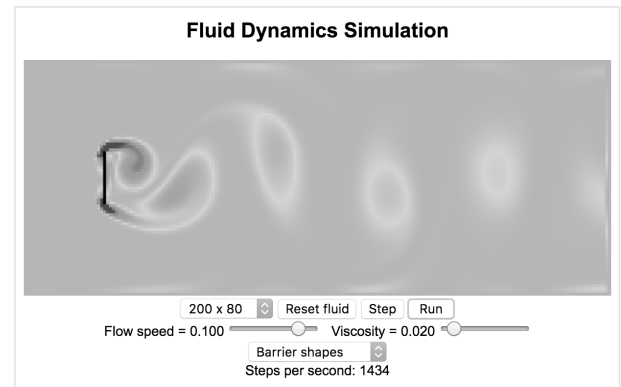 Fluid Dynamics Simulation
200 x 80 Reset fluid Step Run
Flow speed = 0.100 Viscosity = 0.020
Barrier shapes
Steps per second: 1434